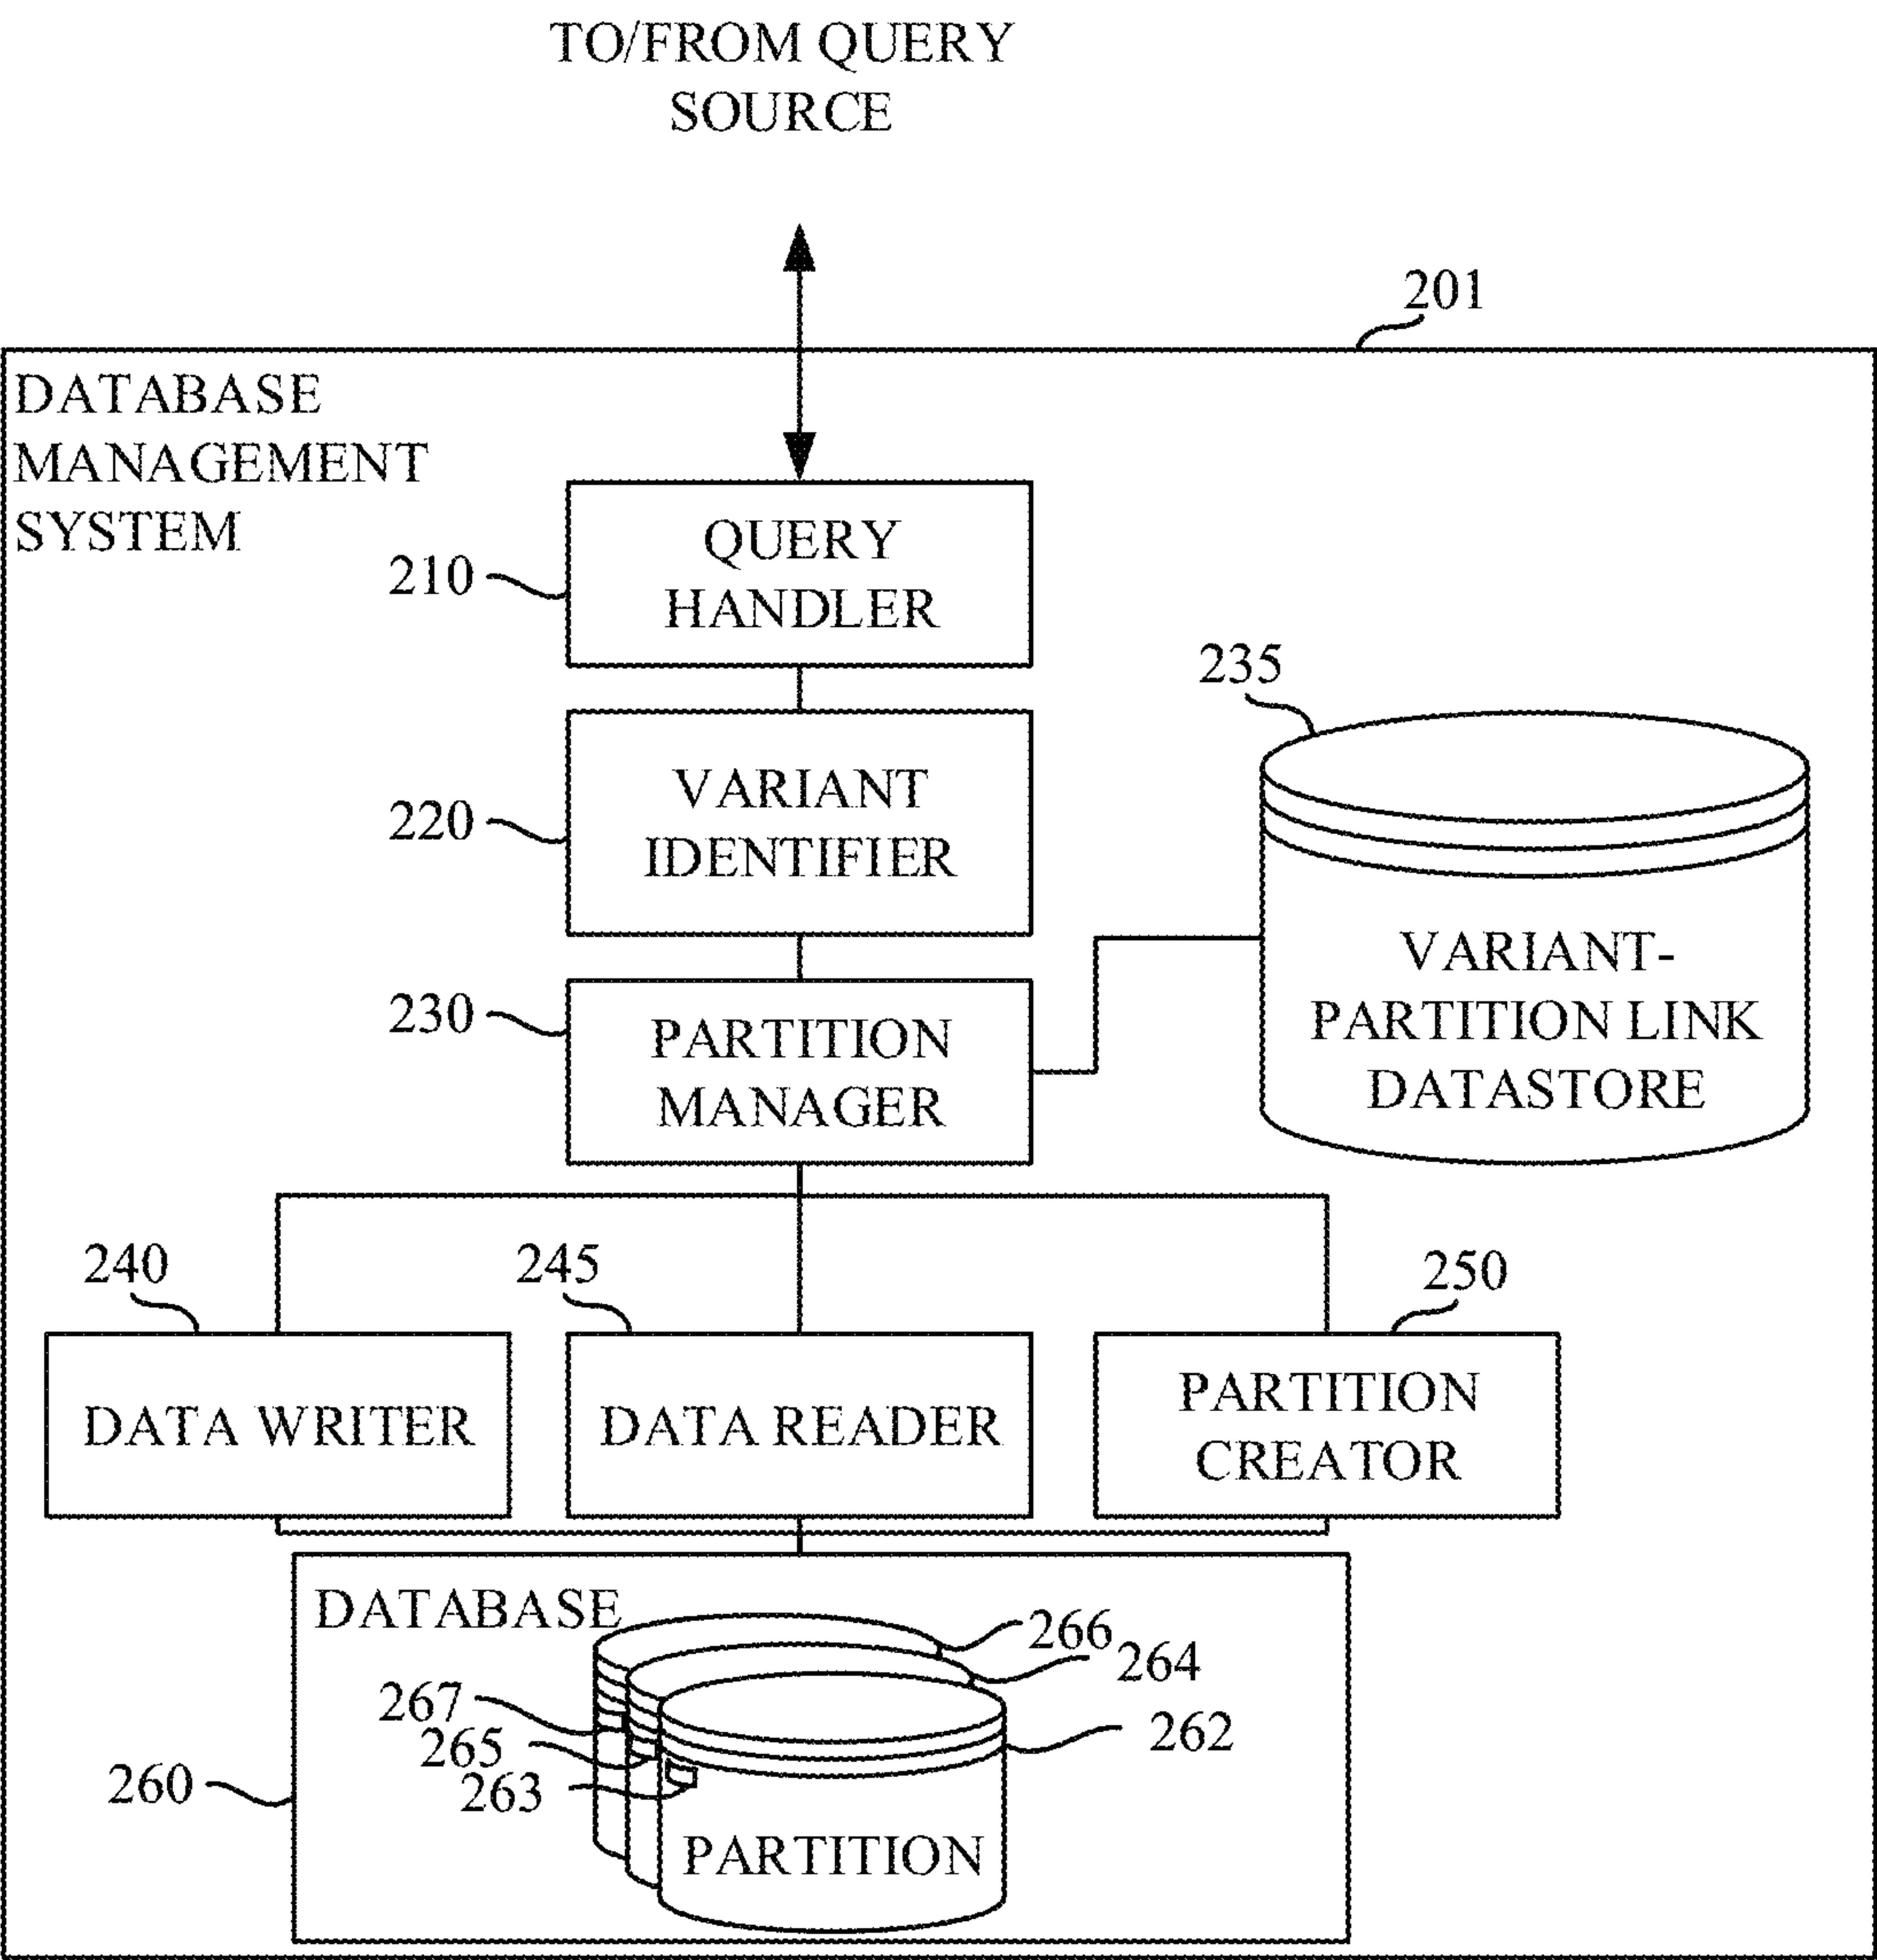 TO/FROM QUERY
SOURCE
201
DATABASE
MANAGEMENT
SYSTEM
QUERY
HANDLER
210
235
VARIANT
IDENTIFIER
220
VARIANT-
PARTITION LINK
DATASTORE
230
PARTITION
MANAGER
240
245
250
DATA WRITER
DATA READER
PARTITION
CREATOR
DATABASE
266
264
267
262
265
263
260
PARTITION